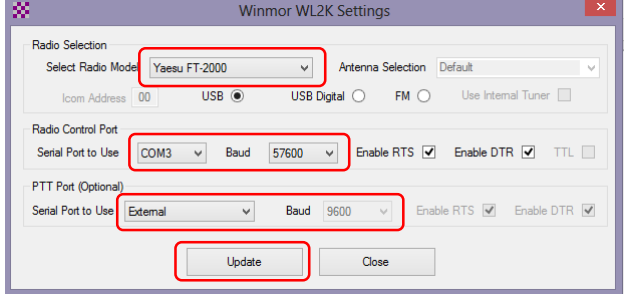 Winmor WL2K Settings
Radio Selection
Select Radio Model Yaesu FT-2000 Antenna Selection Default
Icom Address 00 USB USB Digital FM Use Internal Tuner
Radio Control Port
Serial Port to Use COM3 Baud 57600 Enable RTS Enable DTR TTL
PTT Port (Optional)
Serial Port to Use External Baud 9600 Enable RTS Enable DTR
Update Close